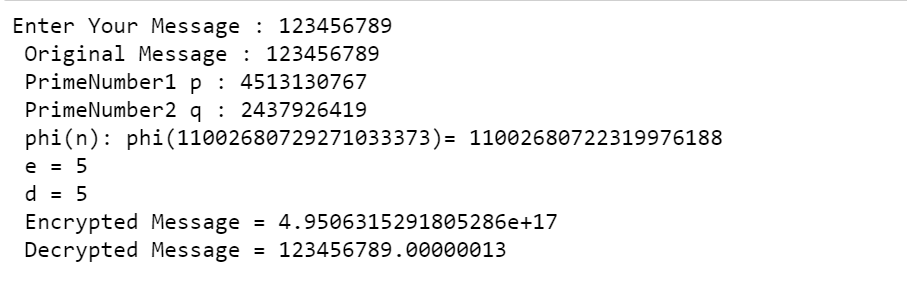 Enter Your Message : 123456789
Original Message : 123456789
PrimeNumber1 p : 4513130767
PrimeNumber2 q : 2437926419
phi(n): phi(11002680729271033373)= 11002680722319976188
e = 5
d = 5
Encrypted Message = 4.9506315291805286e+17
Decrypted Message = 123456789.00000013